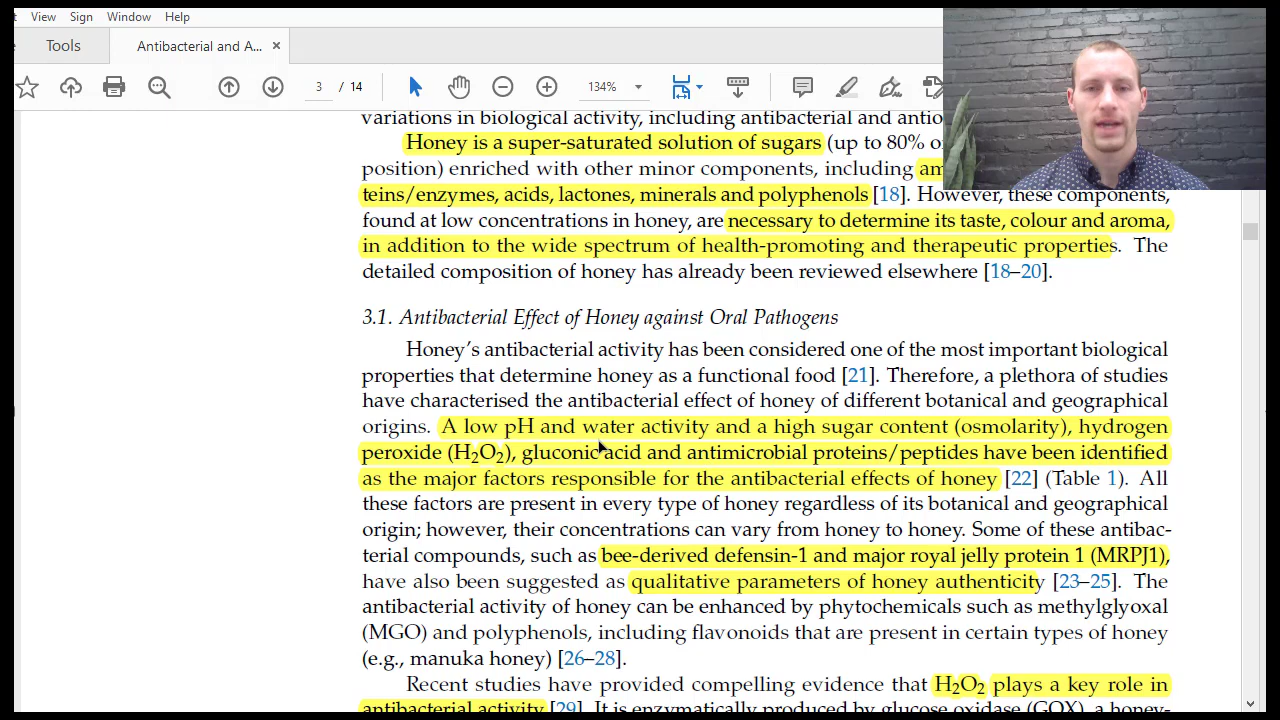 View Sign Window Help
Tools Antibacterial and A... ×
3 / 14 134%
variations in biological activity, including antibacterial and
Honey is a super-saturated solution of sugars (up to 80%
position) enriched with other minor components, including
teins/enzymes, acids, lactones, minerals and polyphenols [18]. However, these components,
found at low concentrations in honey, are necessary to determine its taste, colour and aroma,
in addition to the wide spectrum of health-promoting and therapeutic properties. The
detailed composition of honey has already been reviewed elsewhere [18–20].
3.1. Antibacterial Effect of Honey against Oral Pathogens
Honey's antibacterial activity has been considered one of the most important biological
properties that determine honey as a functional food [21]. Therefore, a plethora of studies
have characterised the antibacterial effect of honey of different botanical and geographical
origins. A low pH and water activity and a high sugar content (osmolarity), hydrogen
peroxide (H₂O₂), gluconic acid and antimicrobial proteins/peptides have been identified
as the major factors responsible for the antibacterial effects of honey [22] (Table 1). All
these factors are present in every type of honey regardless of its botanical and geographical
origin; however, their concentrations can vary from honey to honey. Some of these antibac-
terial compounds, such as bee-derived defensin-1 and major royal jelly protein 1 (MRPJ1),
have also been suggested as qualitative parameters of honey authenticity [23–25]. The
antibacterial activity of honey can be enhanced by phytochemicals such as methylglyoxal
(MGO) and polyphenols, including flavonoids that are present in certain types of honey
(e.g., manuka honey) [26–28].
Recent studies have provided compelling evidence that H₂O₂ plays a key role in
antibacterial activity [29]. It is enzymatically produced by glucose oxidase (GOX), a honey-